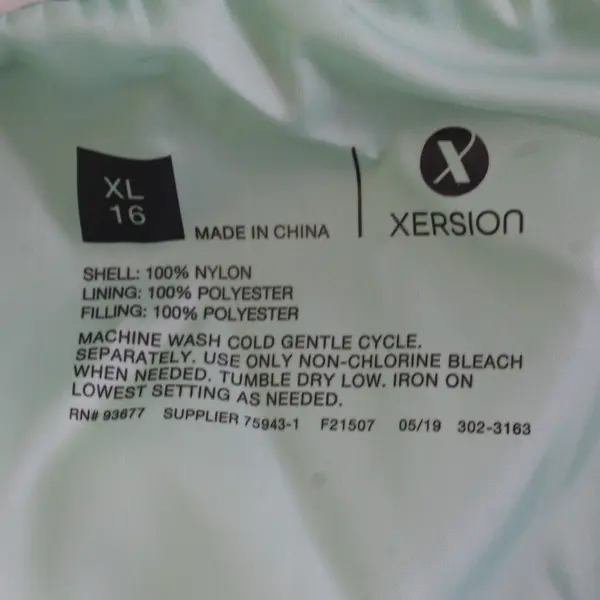 XL
16
MADE IN CHINA
X
XERSION
SHELL: 100% NYLON
LINING: 100% POLYESTER
FILLING: 100% POLYESTER
MACHINE WASH COLD GENTLE CYCLE.
SEPARATELY. USE ONLY NON-CHLORINE BLEACH
WHEN NEEDED. TUMBLE DRY LOW. IRON ON
LOWEST SETTING AS NEEDED.
RN# 93677 SUPPLIER 75943-1 F21507 05/19 302-3163